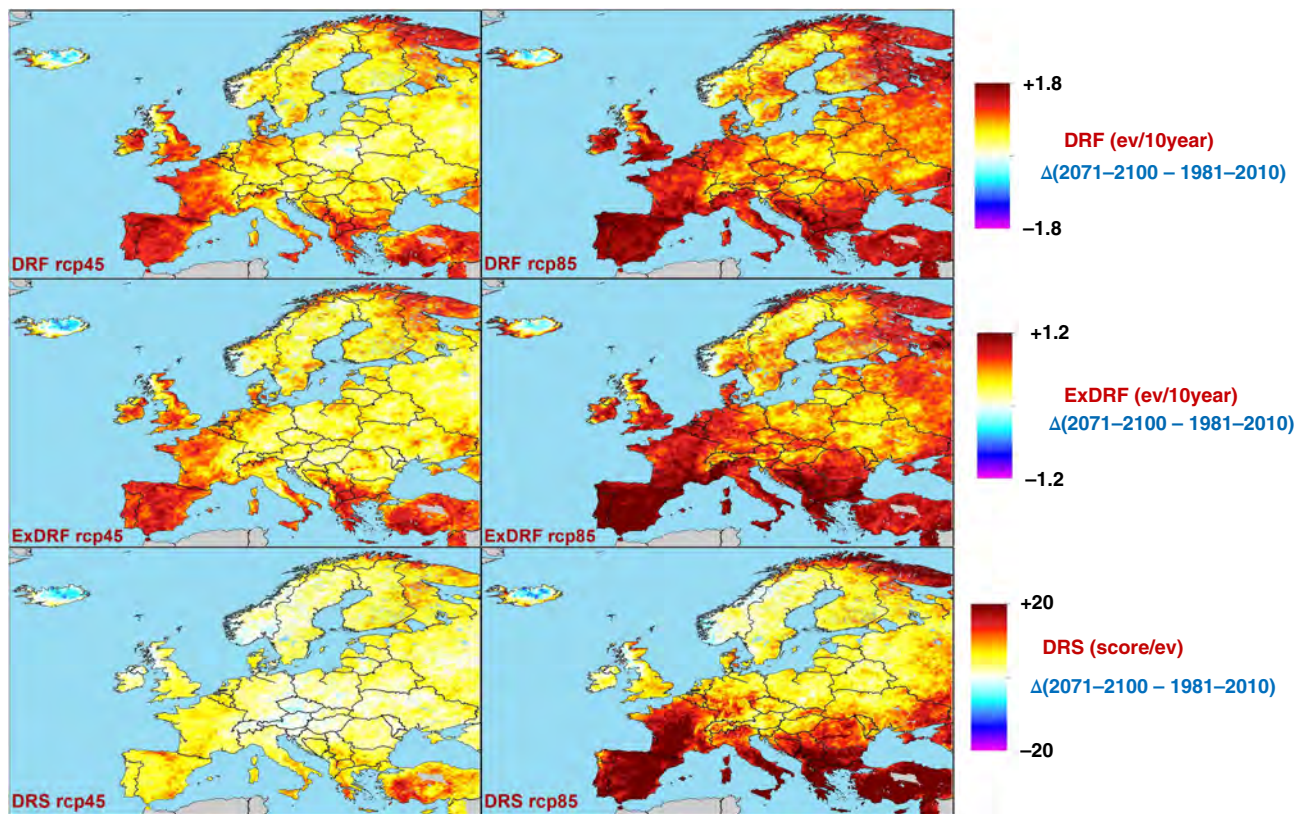 DRF rcp45
DRF rcp85
+1.8
DRF (ev/10year)
Δ(2071–2100 – 1981–2010)
–1.8
ExDRF rcp45
ExDRF rcp85
+1.2
ExDRF (ev/10year)
Δ(2071–2100 – 1981–2010)
–1.2
DRS rcp45
DRS rcp85
+20
DRS (score/ev)
Δ(2071–2100 – 1981–2010)
–20